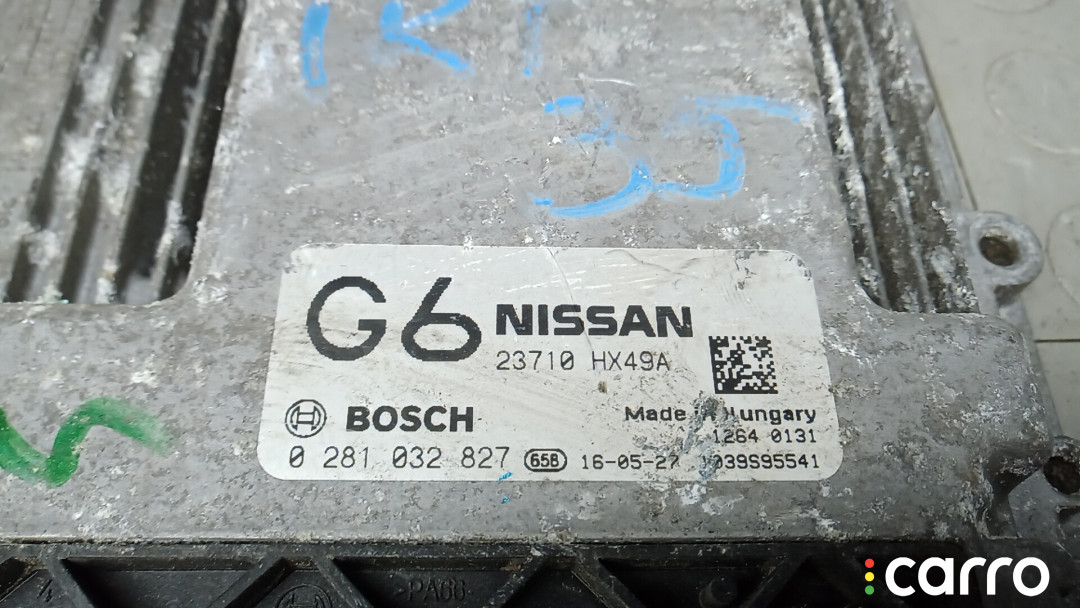 G6 NISSAN
23710 HX49A
BOSCH Made in Hungary
1264 0131
0 281 032 827 658 16-05-27 1039S95541
PA66
carro